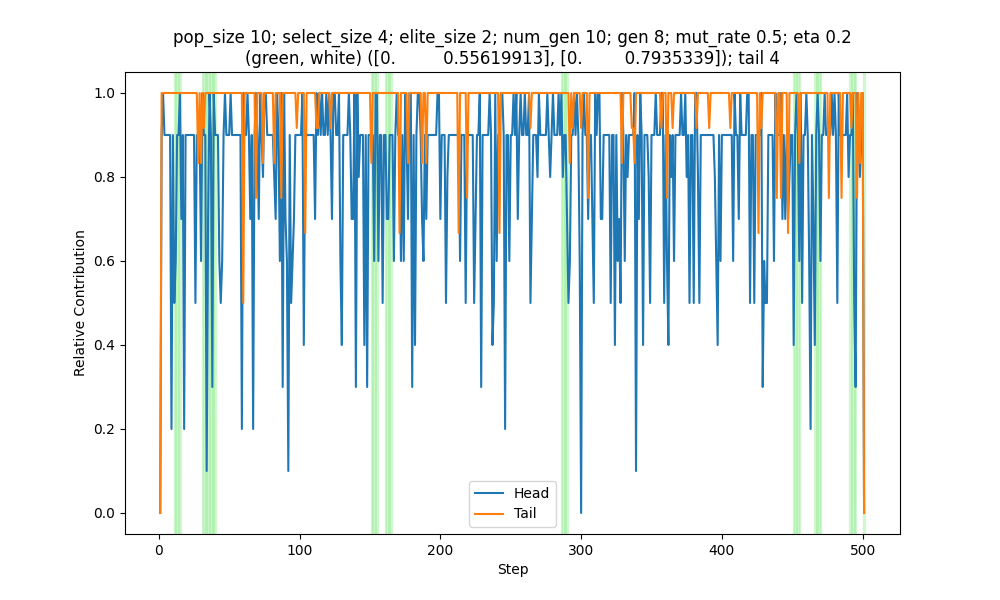 pop_size 10; select_size 4; elite_size 2; num_gen 10; gen 8; mut_rate 0.5; eta 0.2
(green, white) ([0.         0.55619913], [0.         0.7935339]); tail 4
1.0
0.8
0.6
0.4
0.2
0.0
Relative Contribution
Head
Tail
0
100
200
300
400
500
Step